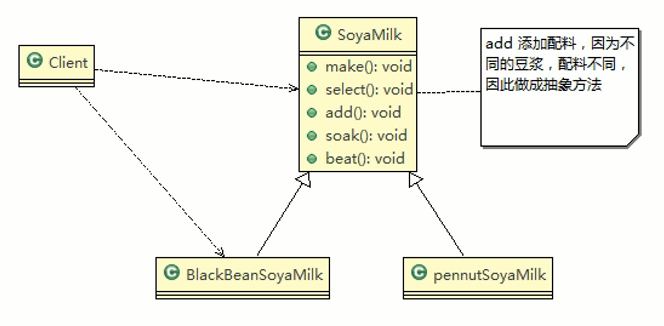 SoyaMilk
Client
make(): void
select(): void
add(): void
soak(): void
beat(): void
add 添加配料，因为不
同的豆浆，配料不同，
因此做成抽象方法
BlackBeanSoyaMilk
pennutSoyaMilk